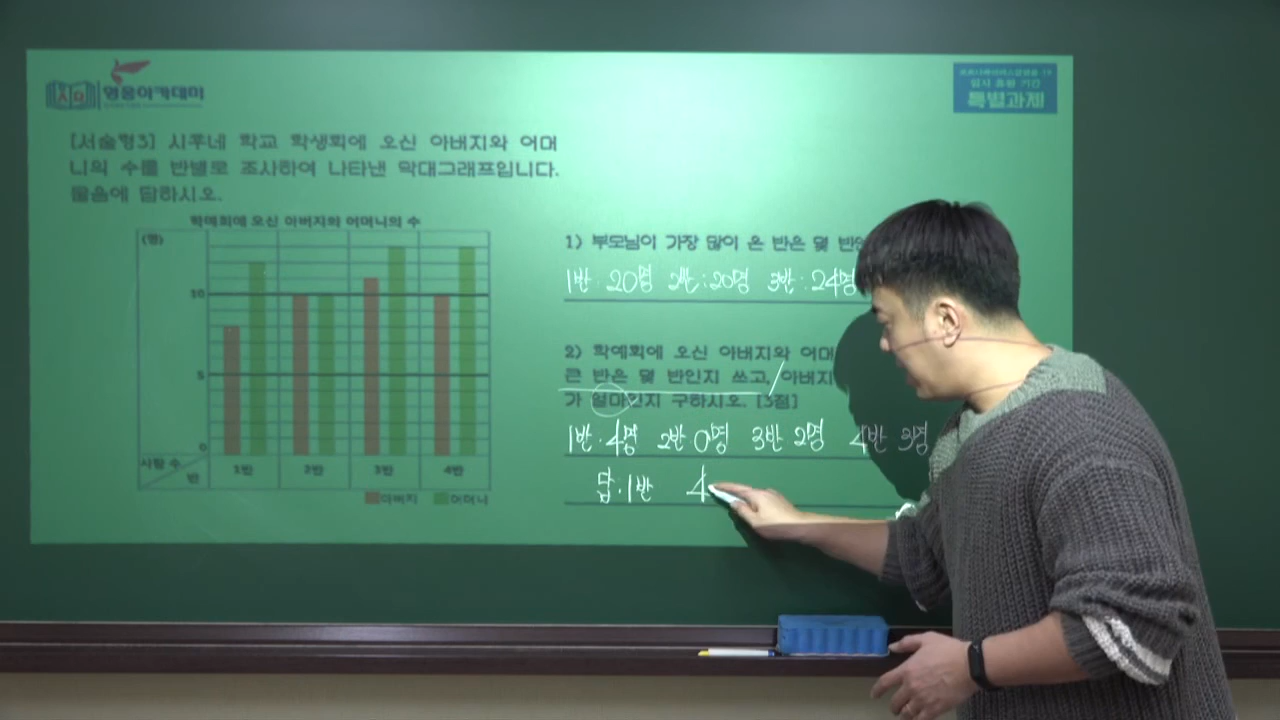 영웅아카데미
임시 휴원 기간
특별과제
[서술형3] 시후네 학교 학생회에 오신 아버지와 어머
니의 수를 반별로 조사하여 나타낸 막대그래프입니다.
물음에 답하시오.
학예회에 오신 아버지와 어머니의 수
(명)
10
5
0
사람 수
반
1반 2반 3반 4반
아버지 어머니
1) 부모님이 가장 많이 온 반은 몇
1반 : 20명 2반 : 20명 3반 : 24명
2) 학예회에 오신 아버지와 어머
큰 반은 몇 반인지 쓰고, 아버지
가 얼마인지 구하시오. [3점]
1반 · 4명 2반 0명 3반 2명 4반 3명
답 · 1반 4